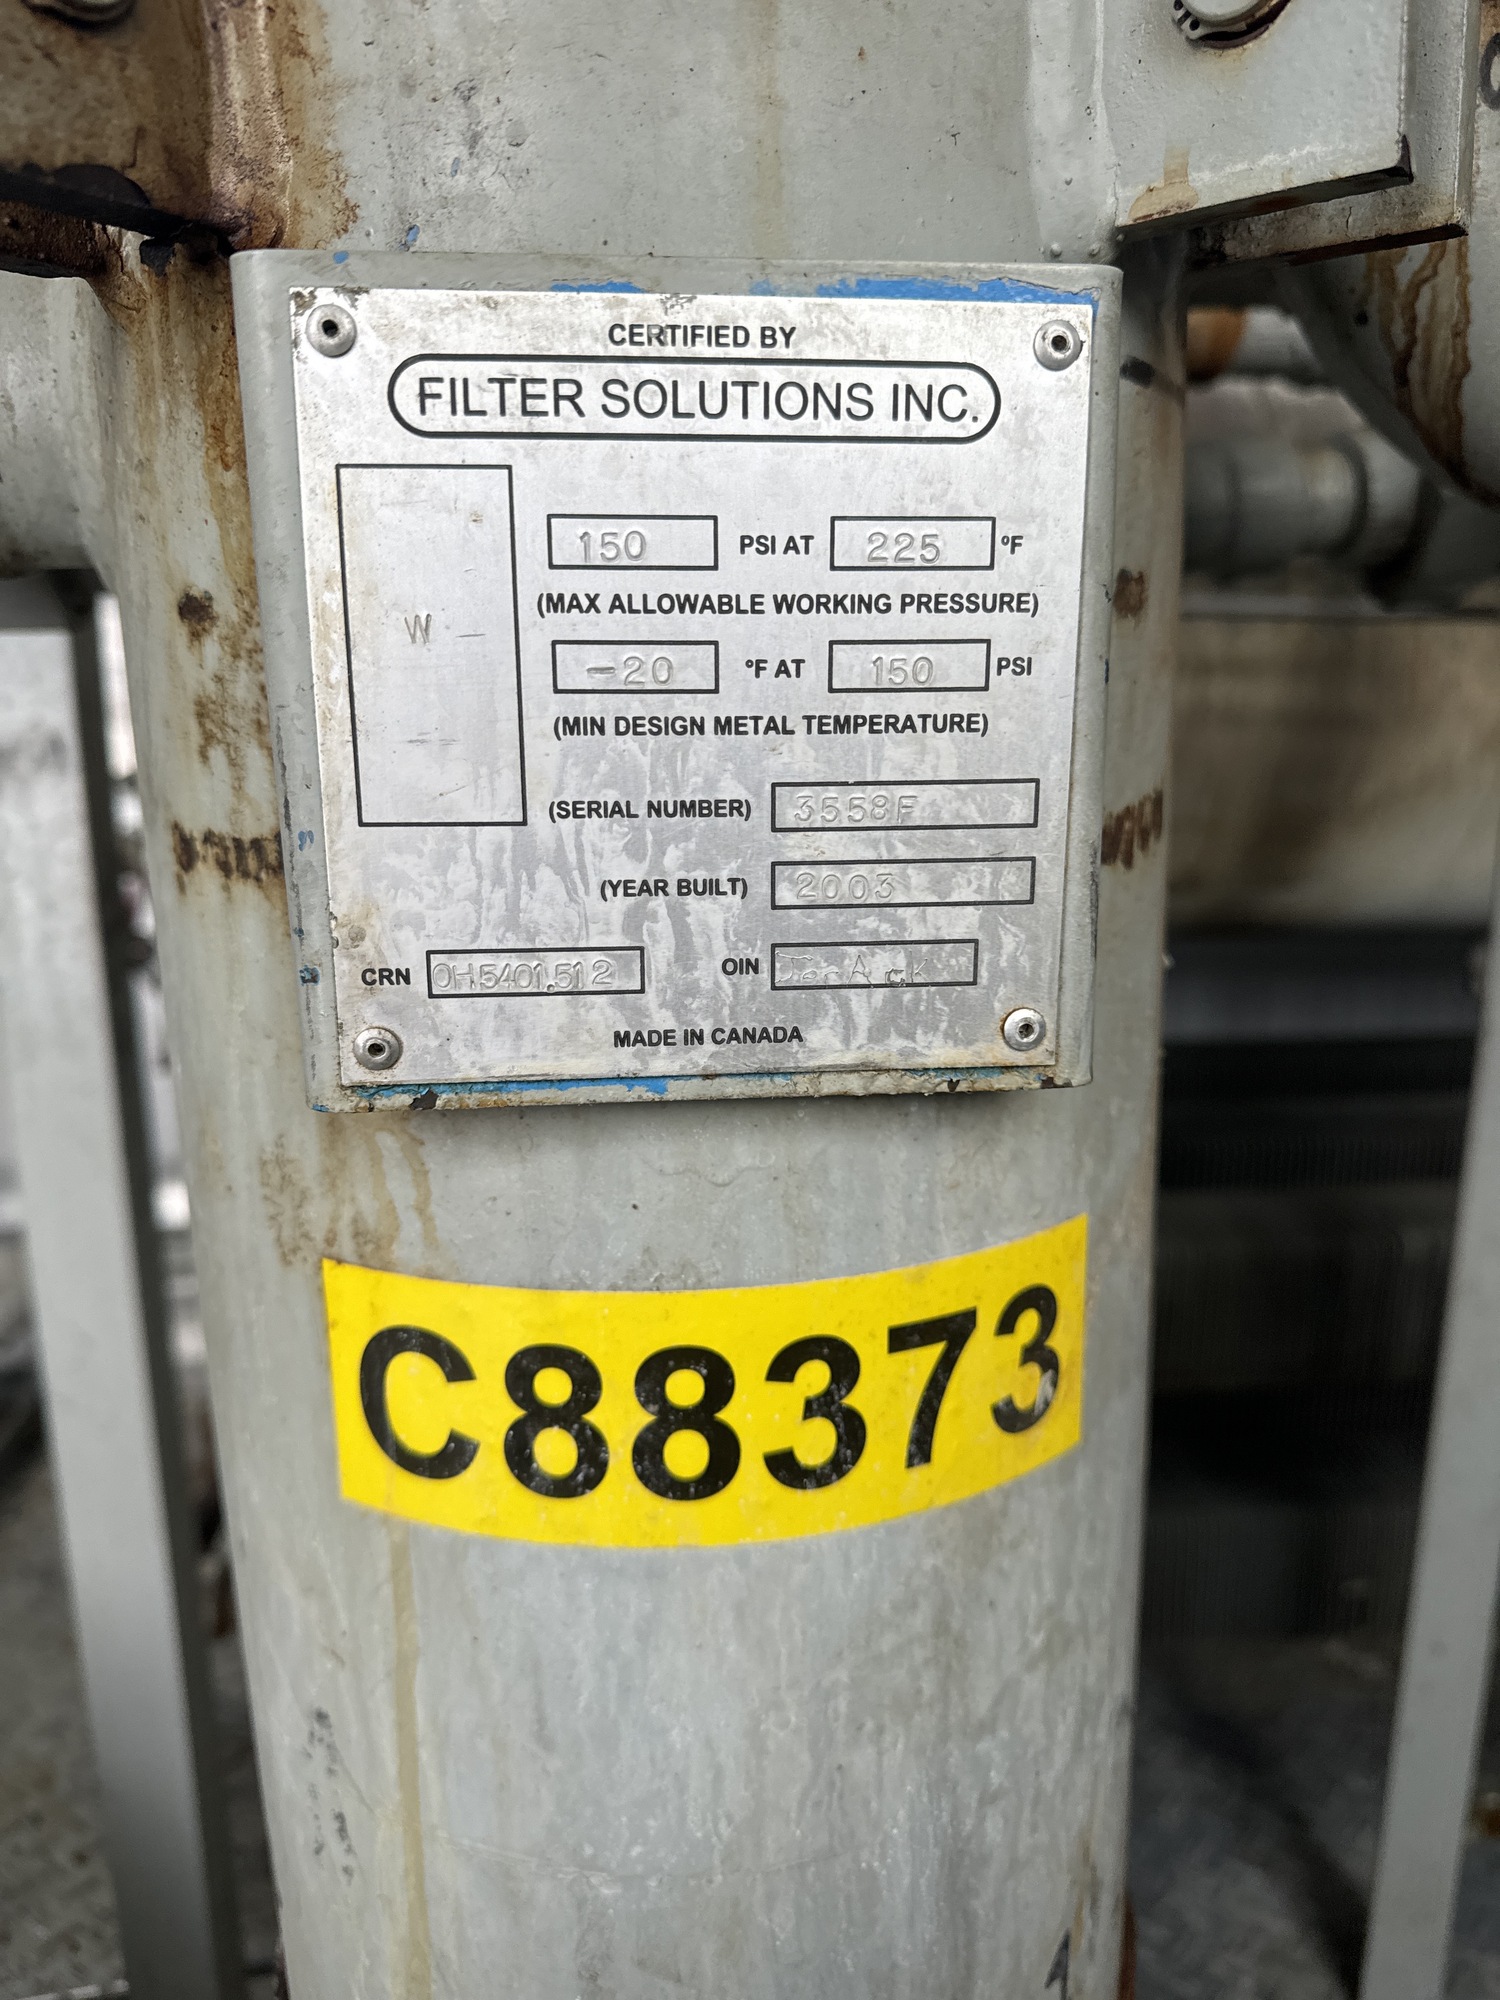 CERTIFIED BY
FILTER SOLUTIONS INC.
W
150 PSI AT 225 °F
(MAX ALLOWABLE WORKING PRESSURE)
-20 °F AT 150 PSI
(MIN DESIGN METAL TEMPERATURE)
(SERIAL NUMBER) 3558F
(YEAR BUILT) 2003
CRN 0H5401.512 OIN
MADE IN CANADA
C88373